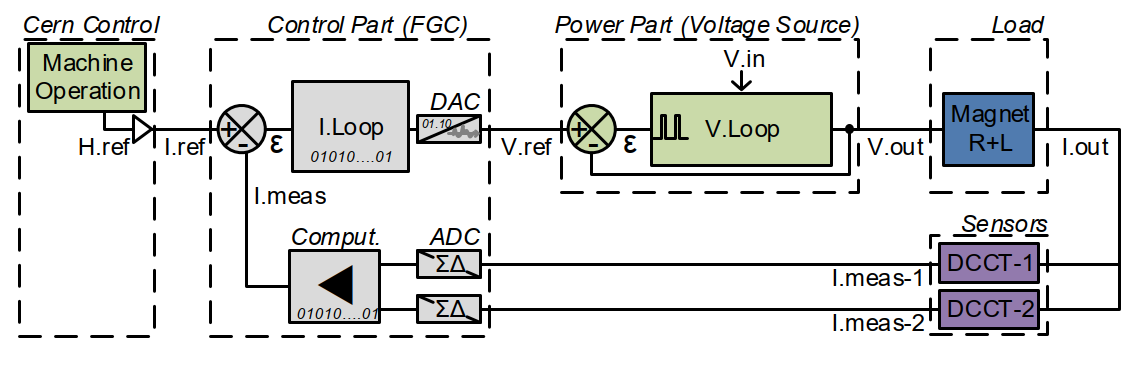 Cern Control
Control Part (FGC)
Power Part (Voltage Source)
Load
Machine
Operation
H.ref
I.ref
+
-
ε
I.Loop
01010....01
DAC
01.10
V.ref
+
-
ε
V.in
V.Loop
V.out
Magnet
R+L
I.out
I.meas
Comput.
01010....01
ADC
ΣΔ
ΣΔ
Sensors
DCCT-1
I.meas-1
DCCT-2
I.meas-2